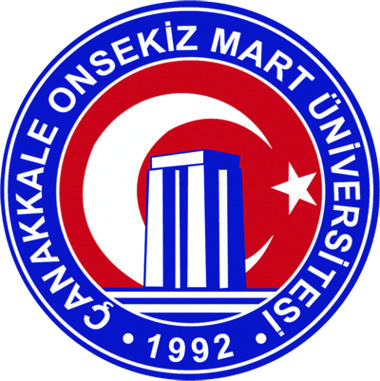 ÇANAKKALE ONSEKİZ MART ÜNİVERSİTESİ
• 1992 •